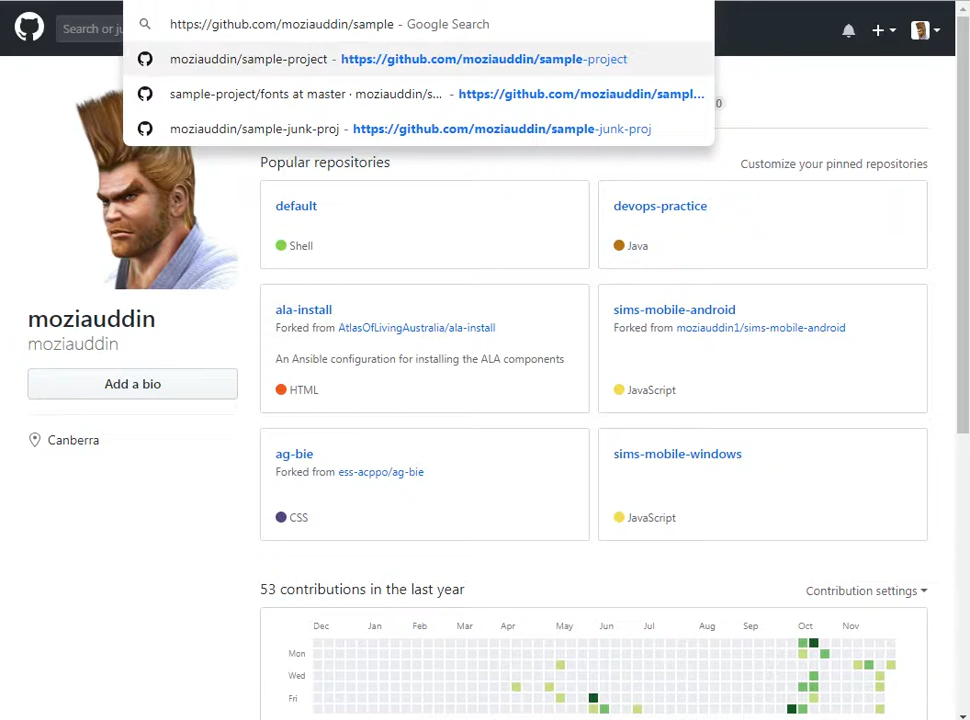 https://github.com/moziauddin/sample - Google Search
Search or ju
moziauddin/sample-project - https://github.com/moziauddin/sample-project
sample-project/fonts at master · moziauddin/s... - https://github.com/moziauddin/sampl...
0
moziauddin/sample-junk-proj - https://github.com/moziauddin/sample-junk-proj
Popular repositories
Customize your pinned repositories
default
Shell
devops-practice
Java
ala-install
Forked from AtlasOfLivingAustralia/ala-install
An Ansible configuration for installing the ALA components
HTML
sims-mobile-android
Forked from moziauddin1/sims-mobile-android
JavaScript
moziauddin
moziauddin
Add a bio
Canberra
ag-bie
Forked from ess-acppo/ag-bie
CSS
sims-mobile-windows
JavaScript
53 contributions in the last year
Contribution settings
Dec Jan Feb Mar Apr May Jun Jul Aug Sep Oct Nov
Mon
Wed
Fri